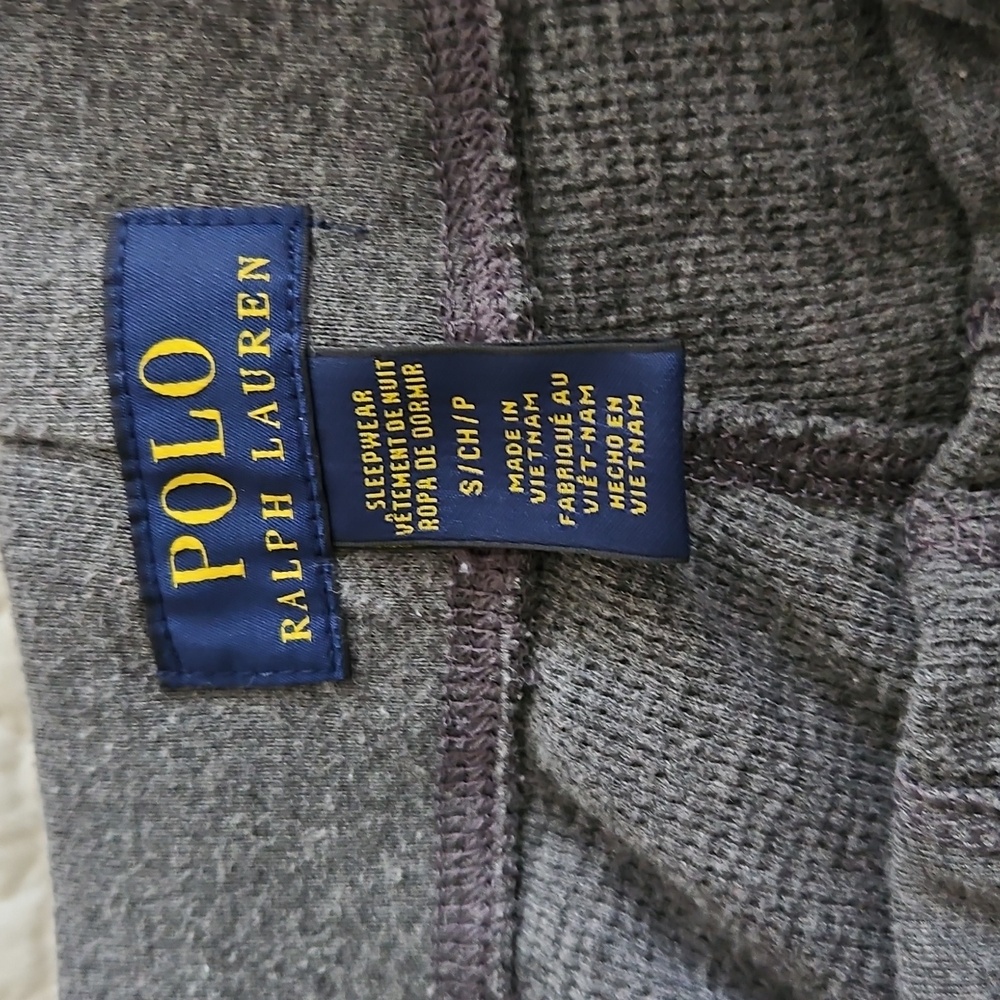 POLO
RALPH LAUREN
SLEEPWEAR
VÊTEMENT DE NUIT
ROPA DE DORMIR
S/CH/P
MADE IN
VIETNAM
FABRIQUÉ AU
VIÊT-NAM
HECHO EN
VIETNAM